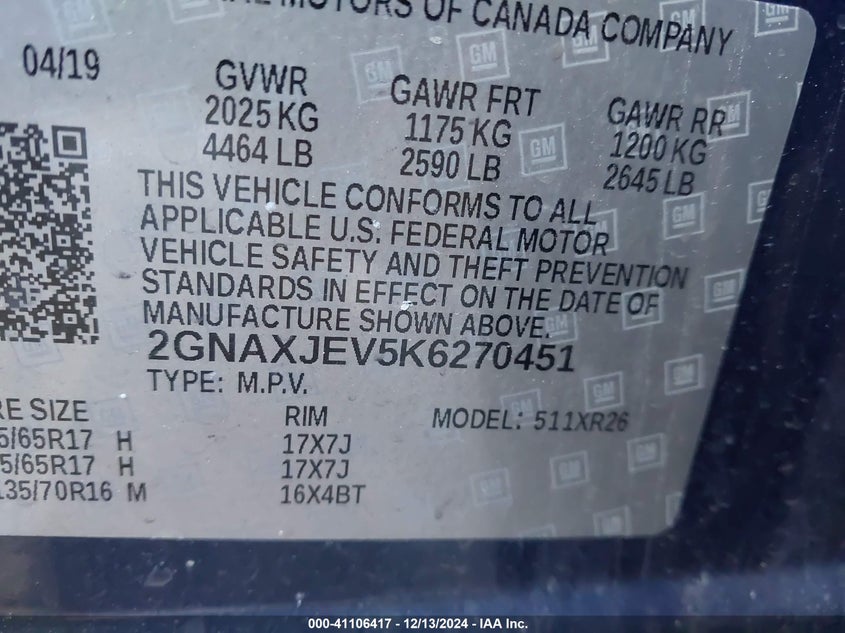 MOTORS OF CANADA COMPANY
04/19
GVWR GAWR FRT GAWR RR
2025 KG 1175 KG 1200 KG
4464 LB 2590 LB 2645 LB
THIS VEHICLE CONFORMS TO ALL
APPLICABLE U.S. FEDERAL MOTOR
VEHICLE SAFETY AND THEFT PREVENTION
STANDARDS IN EFFECT ON THE DATE OF
MANUFACTURE SHOWN ABOVE.
2GNAXJEV5K6270451
TYPE: M.P.V.
RE SIZE RIM MODEL: 511XR26
5/65R17 H 17X7J
5/65R17 H 17X7J
135/70R16 M 16X4BT
GM
000-41106417 - 12/13/2024 - IAA Inc.